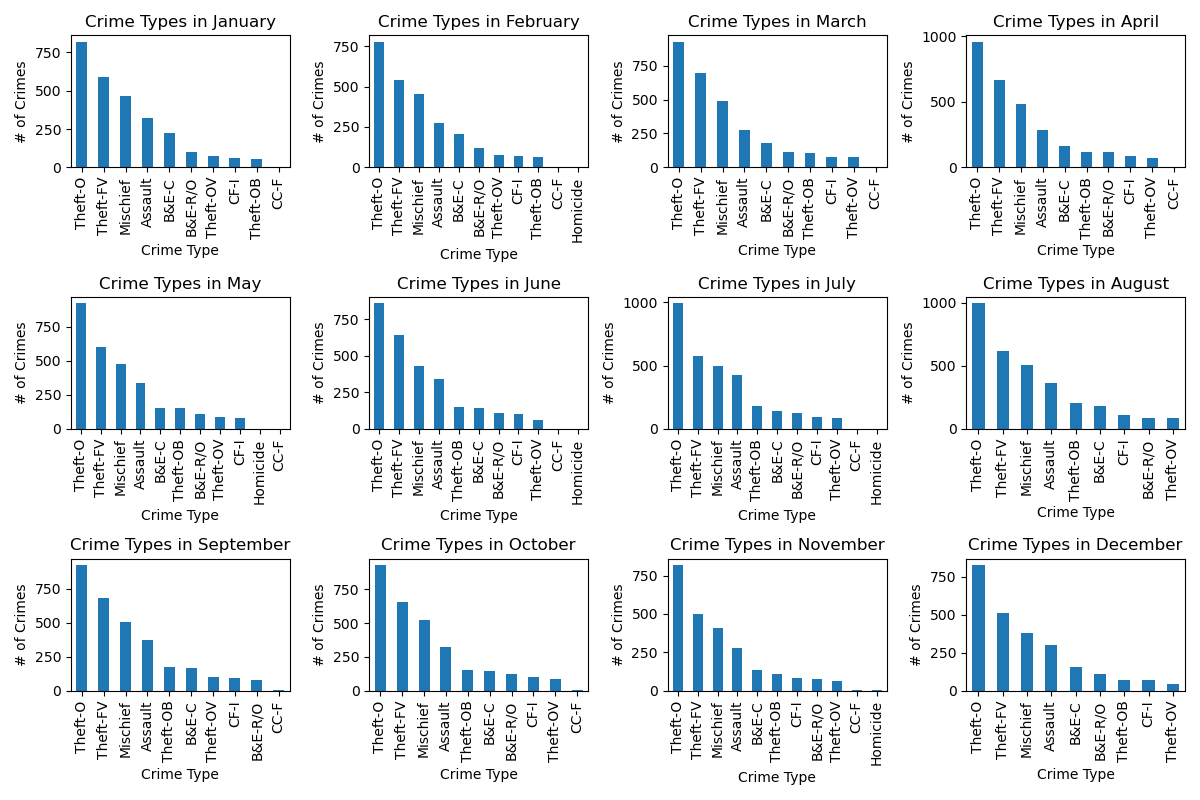 Crime Types in January
# of Crimes
750
500
250
0
Theft-O
Theft-FV
Mischief
Assault
B&E-C
B&E-R/O
Theft-OV
CF-I
Theft-OB
CC-F
Crime Type
Crime Types in February
# of Crimes
750
500
250
0
Theft-O
Theft-FV
Mischief
Assault
B&E-C
B&E-R/O
Theft-OV
CF-I
Theft-OB
CC-F
Homicide
Crime Type
Crime Types in March
# of Crimes
750
500
250
0
Theft-O
Theft-FV
Mischief
Assault
B&E-C
B&E-R/O
Theft-OB
CF-I
Theft-OV
CC-F
Crime Type
Crime Types in April
# of Crimes
1000
500
0
Theft-O
Theft-FV
Mischief
Assault
B&E-C
Theft-OB
B&E-R/O
CF-I
Theft-OV
CC-F
Crime Type
Crime Types in May
# of Crimes
750
500
250
0
Theft-O
Theft-FV
Mischief
Assault
B&E-C
Theft-OB
B&E-R/O
Theft-OV
CF-I
Homicide
CC-F
Crime Type
Crime Types in June
# of Crimes
750
500
250
0
Theft-O
Theft-FV
Mischief
Assault
Theft-OB
B&E-C
B&E-R/O
CF-I
Theft-OV
CC-F
Homicide
Crime Type
Crime Types in July
# of Crimes
1000
500
0
Theft-O
Theft-FV
Mischief
Assault
Theft-OB
B&E-C
B&E-R/O
CF-I
Theft-OV
CC-F
Homicide
Crime Type
Crime Types in August
# of Crimes
1000
500
0
Theft-O
Theft-FV
Mischief
Assault
Theft-OB
B&E-C
CF-I
B&E-R/O
Theft-OV
Crime Type
Crime Types in September
# of Crimes
750
500
250
0
Theft-O
Theft-FV
Mischief
Assault
Theft-OB
B&E-C
Theft-OV
CF-I
B&E-R/O
CC-F
Crime Type
Crime Types in October
# of Crimes
750
500
250
0
Theft-O
Theft-FV
Mischief
Assault
Theft-OB
B&E-C
B&E-R/O
CF-I
Theft-OV
CC-F
Crime Type
Crime Types in November
# of Crimes
750
500
250
0
Theft-O
Theft-FV
Mischief
Assault
B&E-C
Theft-OB
CF-I
B&E-R/O
Theft-OV
CC-F
Homicide
Crime Type
Crime Types in December
# of Crimes
750
500
250
0
Theft-O
Theft-FV
Mischief
Assault
B&E-C
B&E-R/O
Theft-OB
CF-I
Theft-OV
Crime Type